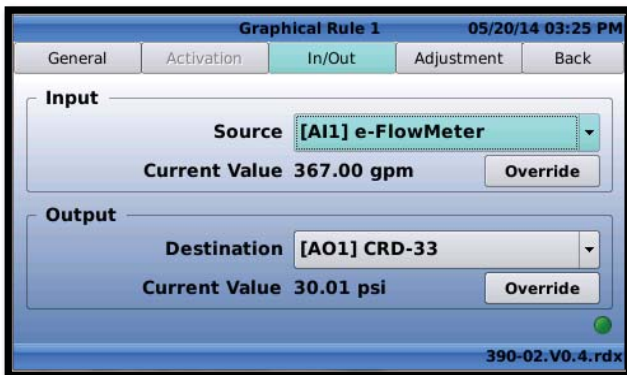 Graphical Rule 1 05/20/14 03:25 PM
General Activation In/Out Adjustment Back
Input
Source [AI1] e-FlowMeter
Current Value 367.00 gpm Override
Output
Destination [AO1] CRD-33
Current Value 30.01 psi Override
390-02.V0.4.rdx